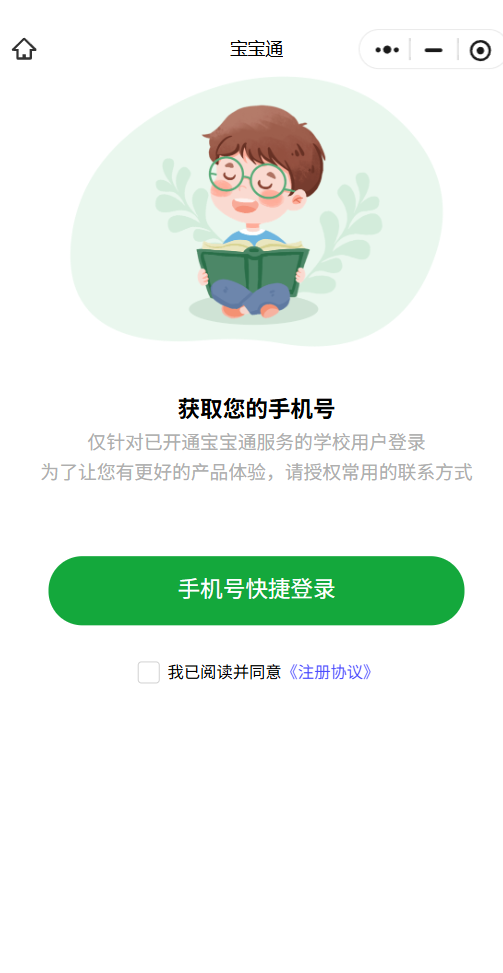 宝宝通
获取您的手机号
仅针对已开通宝宝通服务的学校用户登录
为了让您有更好的产品体验，请授权常用的联系方式
手机号快捷登录
我已阅读并同意《注册协议》